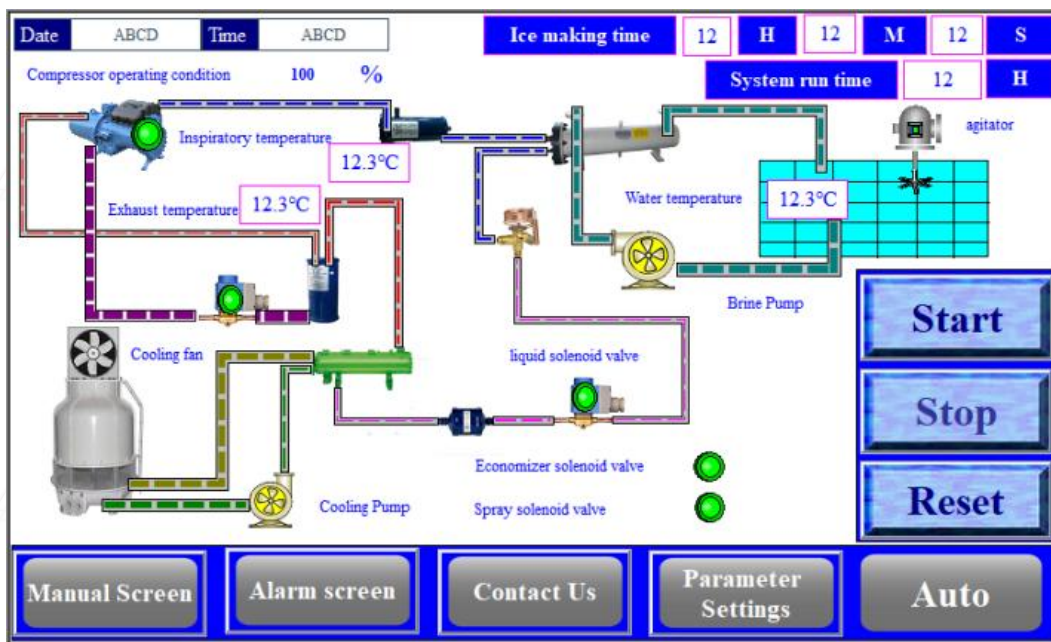 Date ABCD Time ABCD
Ice making time 12 H 12 M 12 S
Compressor operating condition 100 %
System run time 12 H
Inspiratory temperature
12.3℃
agitator
Exhaust temperature 12.3℃
Water temperature 12.3℃
Brine Pump
Cooling fan
liquid solenoid valve
Start
Stop
Economizer solenoid valve
Cooling Pump
Spray solenoid valve
Reset
Manual Screen
Alarm screen
Contact Us
Parameter
Settings
Auto